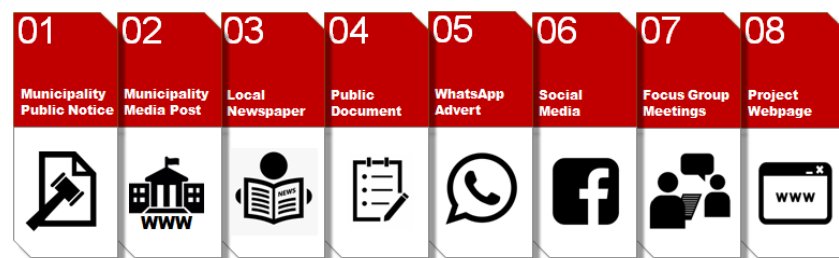 01
Municipality
Public Notice
02
Municipality
Media Post
WWW
03
Local
Newspaper
NEWS
04
Public
Document
05
WhatsApp
Advert
06
Social
Media
f
07
Focus Group
Meetings
08
Project
Webpage
www